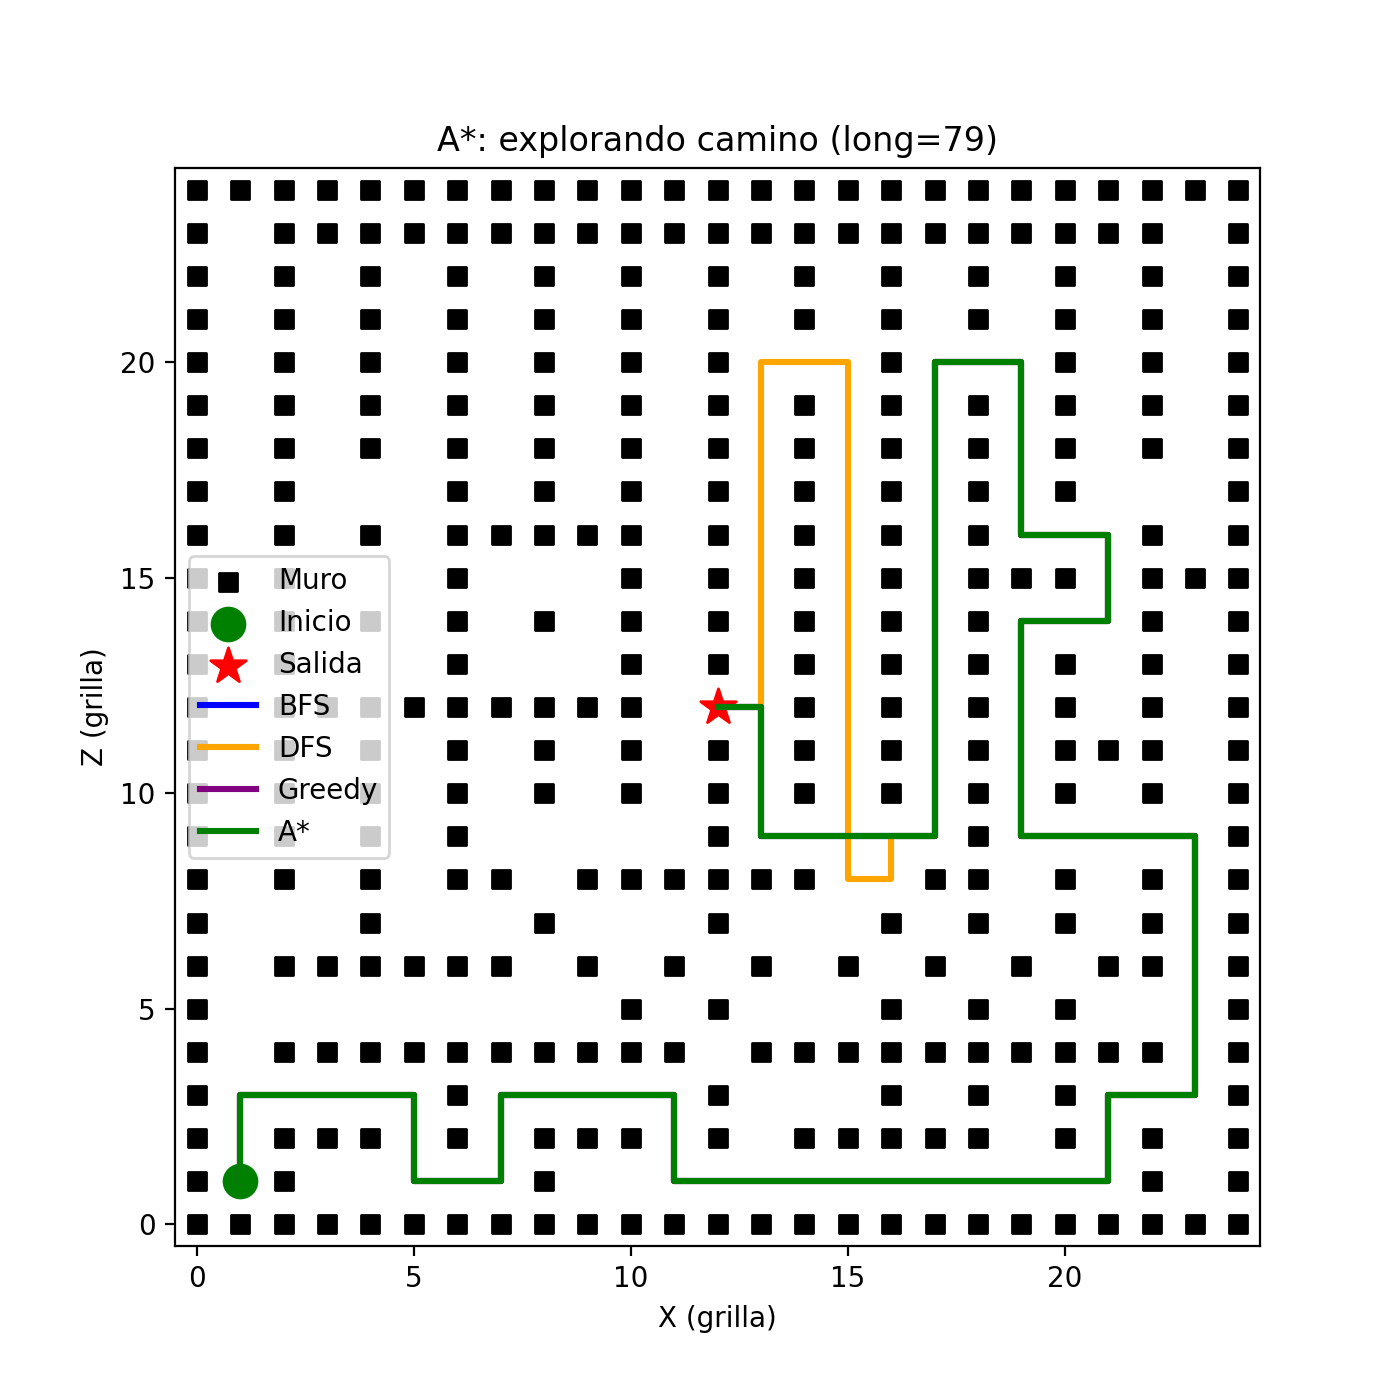 A*: explorando camino (long=79)
20
15
10
5
0
Z (grilla)
Muro
Inicio
Salida
BFS
DFS
Greedy
A*
0 5 10 15 20
X (grilla)